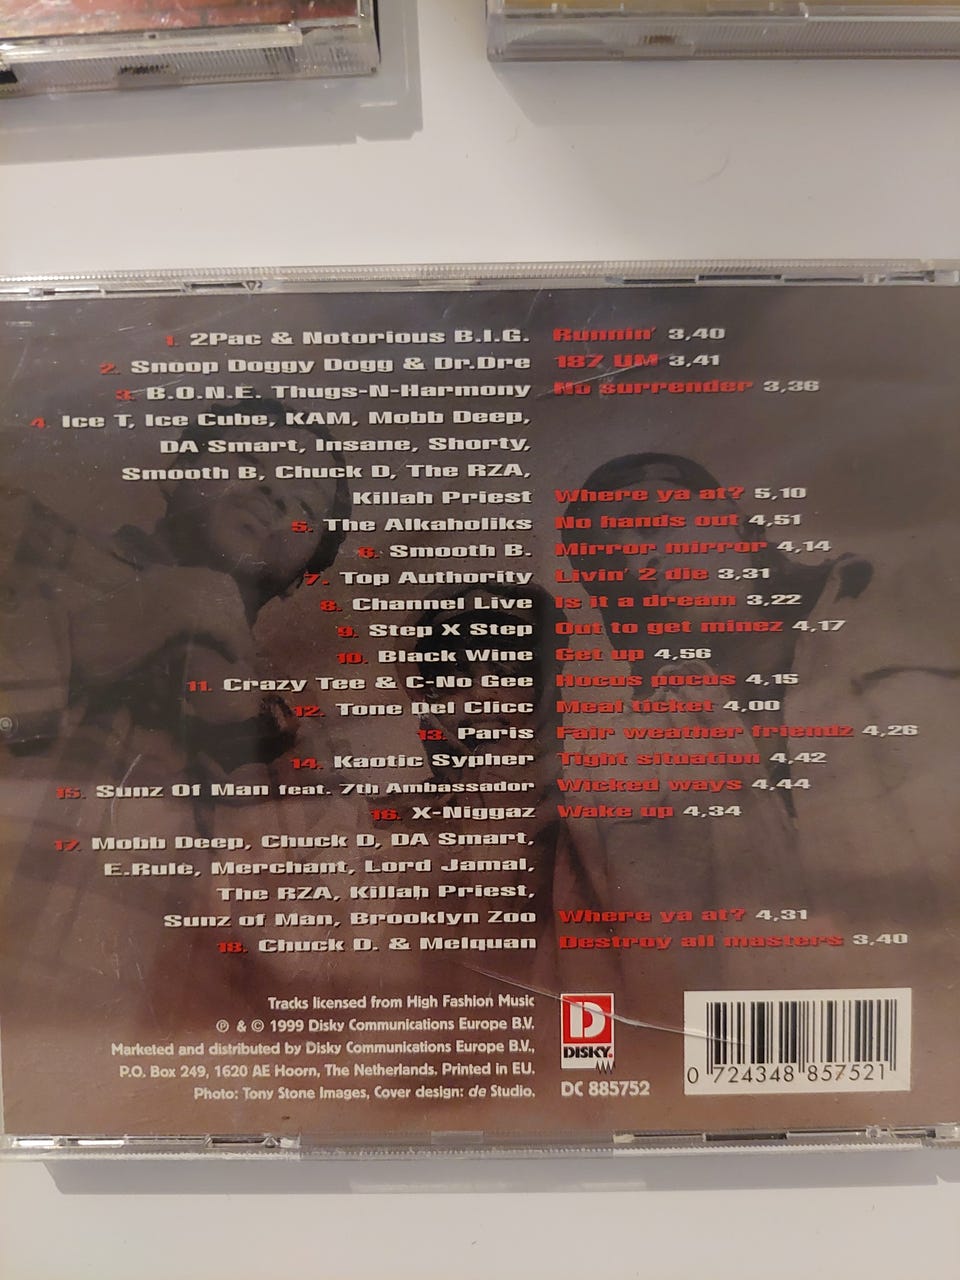 1. 2Pac & Notorious B.I.G. Runnin' 3,40
2. Snoop Doggy Dogg & Dr.Dre 187 UM 3,41
3. B.O.N.E. Thugs-N-Harmony No surrender 3,36
4. Ice T, Ice Cube, KAM, Mobb Deep,
DA Smart, Insane, Shorty,
Smooth B, Chuck D, The RZA,
Killah Priest Where ya at? 5,10
5. The Alkaholiks No hands out 4,51
6. Smooth B. Mirror mirror 4,14
7. Top Authority Livin' 2 die 3,31
8. Channel Live Is it a dream 3,22
9. Step X Step Out to get minez 4,17
10. Black Wine Get up 4,56
11. Crazy Tee & C-No Gee Hocus pocus 4,15
12. Tone Del Clicc Meal ticket 4,00
13. Paris Fair weather friendz 4,26
14. Kaotic Sypher Tight situation 4,42
15. Sunz Of Man feat. 7th Ambassador Wicked ways 4,44
16. X-Niggaz Wake up 4,34
17. Mobb Deep, Chuck D, DA Smart,
E.Rule, Merchant, Lord Jamal,
The RZA, Killah Priest,
Sunz of Man, Brooklyn Zoo Where ya at? 4,31
18. Chuck D. & Melquan Destroy all masters 3,40
Tracks licensed from High Fashion Music
℗ & © 1999 Disky Communications Europe B.V.
Marketed and distributed by Disky Communications Europe B.V.,
P.O. Box 249, 1620 AE Hoorn, The Netherlands. Printed in EU.
Photo: Tony Stone Images, Cover design: de Studio.
D
DISKY
DC 885752
0 724348 857521